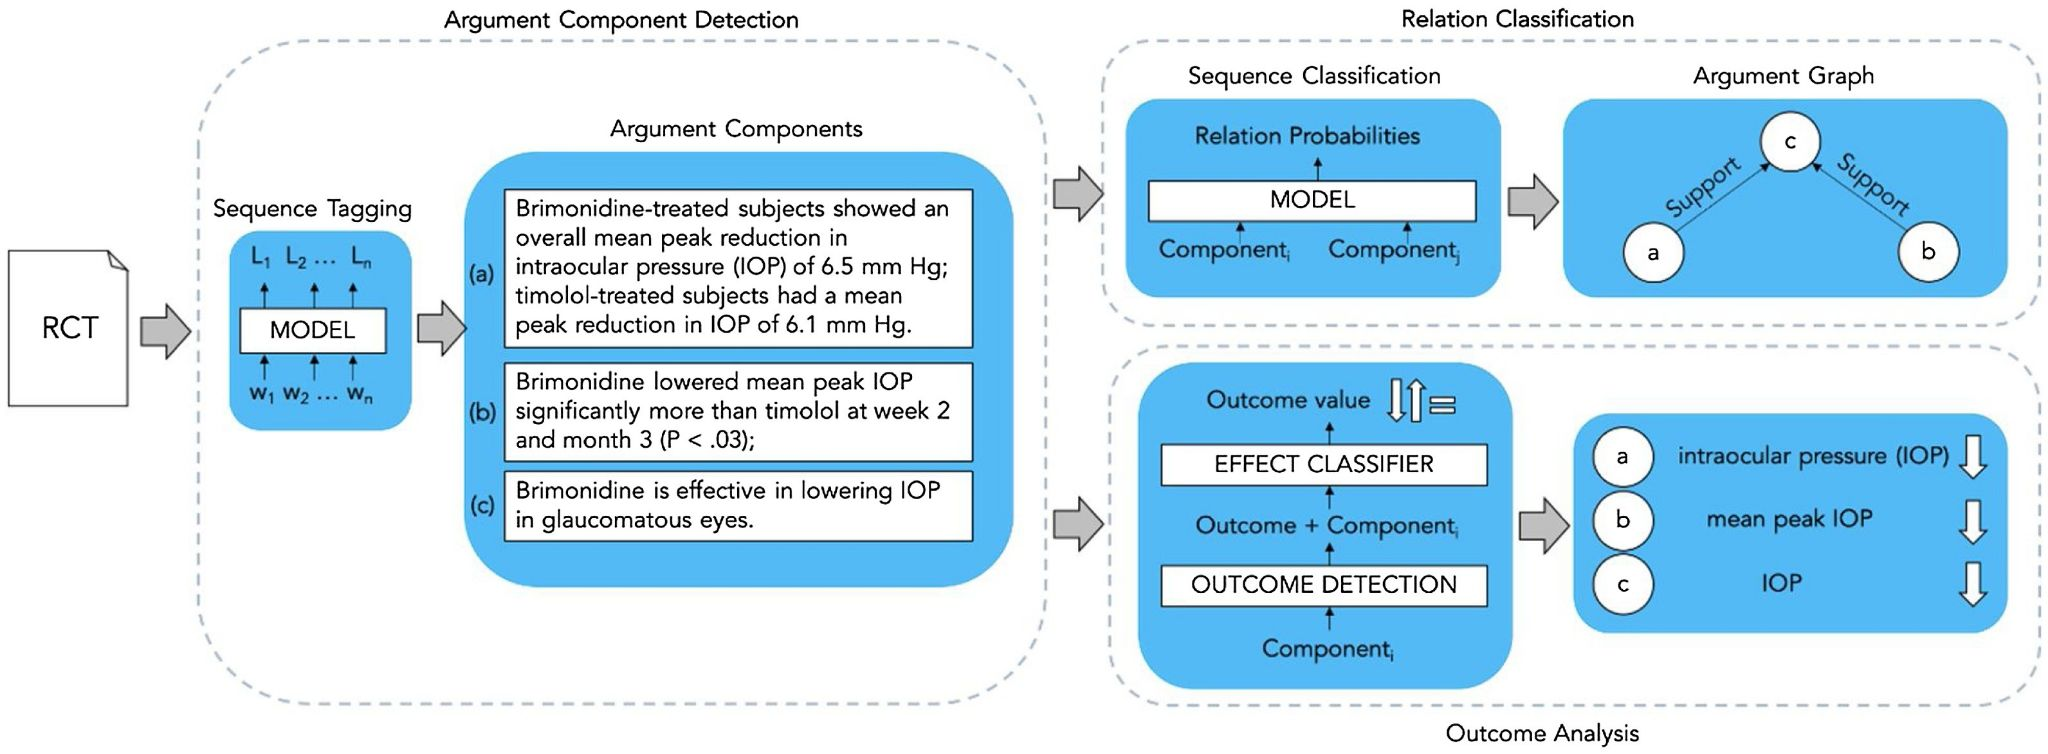 Argument Component Detection
RCT
Sequence Tagging
L1 L2 ... Ln
MODEL
w1 w2 ... wn
Argument Components
(a)
Brimonidine-treated subjects showed an
overall mean peak reduction in
intraocular pressure (IOP) of 6.5 mm Hg;
timolol-treated subjects had a mean
peak reduction in IOP of 6.1 mm Hg.
(b)
Brimonidine lowered mean peak IOP
significantly more than timolol at week 2
and month 3 (P < .03);
(c)
Brimonidine is effective in lowering IOP
in glaucomatous eyes.
Relation Classification
Sequence Classification
Relation Probabilities
MODEL
Componenti Componentj
Argument Graph
c
Support Support
a b
Outcome value
EFFECT CLASSIFIER
Outcome + Componenti
OUTCOME DETECTION
Componenti
a intraocular pressure (IOP)
b mean peak IOP
c IOP
Outcome Analysis